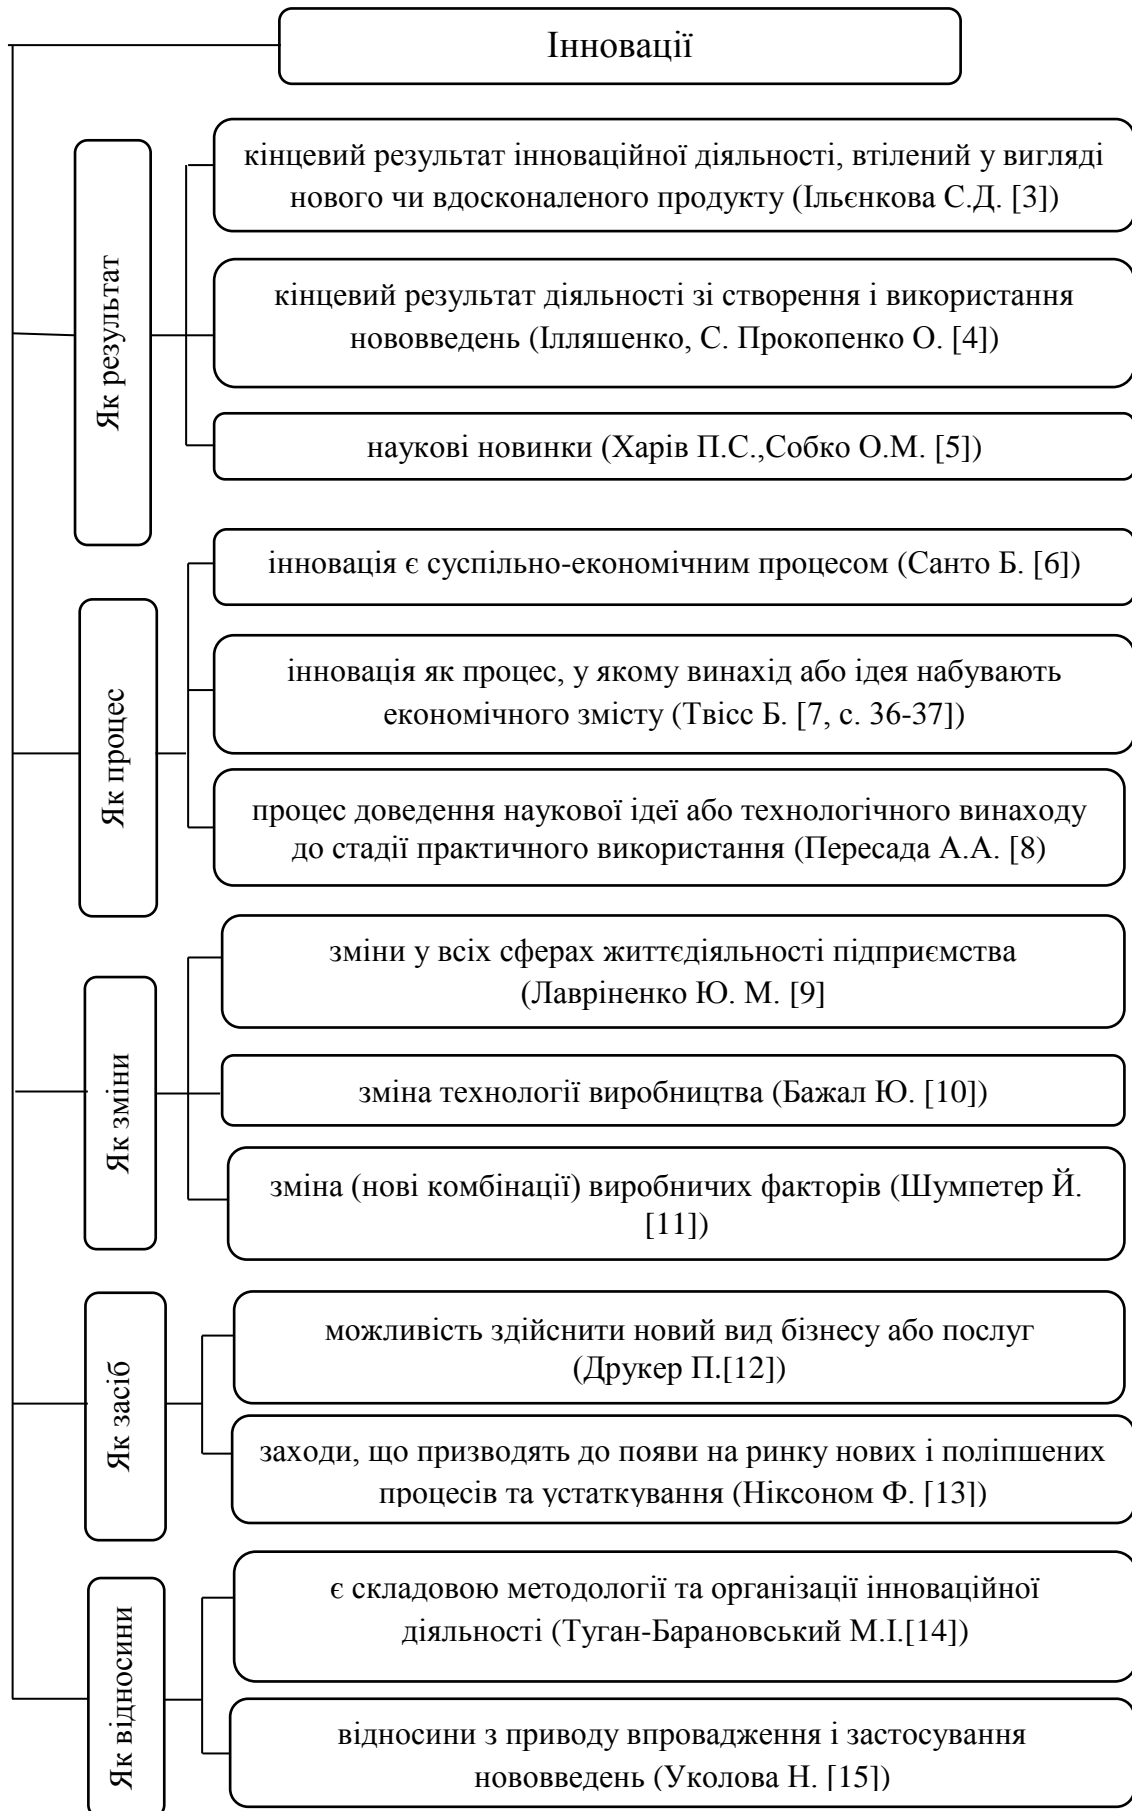 Інновації
Як результат
кінцевий результат інноваційної діяльності, втілений у вигляді
нового чи вдосконаленого продукту (Ільєнкова С.Д. [3])
кінцевий результат діяльності зі створення і використання
нововведень (Ілляшенко, С. Прокопенко О. [4])
наукові новинки (Харів П.С.,Собко О.М. [5])
Як процес
інновація є суспільно-економічним процесом (Санто Б. [6])
інновація як процес, у якому винахід або ідея набувають
економічного змісту (Твісс Б. [7, с. 36-37])
процес доведення наукової ідеї або технологічного винаходу
до стадії практичного використання (Пересада А.А. [8)
Як зміни
зміни у всіх сферах життєдіяльності підприємства
(Лавріненко Ю. М. [9]
зміна технології виробництва (Бажал Ю. [10])
зміна (нові комбінації) виробничих факторів (Шумпетер Й.
[11])
Як засіб
можливість здійснити новий вид бізнесу або послуг
(Друкер П.[12])
заходи, що призводять до появи на ринку нових і поліпшених
процесів та устаткування (Ніксоном Ф. [13])
Як відносини
є складовою методології та організації інноваційної
діяльності (Туган-Барановський М.І.[14])
відносини з приводу впровадження і застосування
нововведень (Уколова Н. [15])